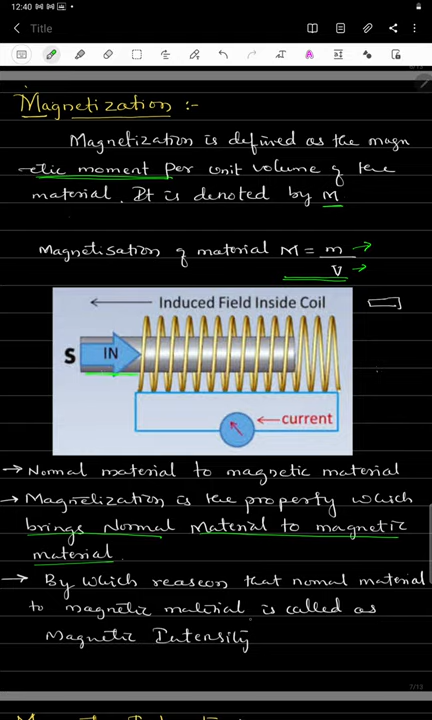 12:40
Title
Magnetization :-
Magnetization is defined as the magn
etic moment per unit volume of the
material. It is denoted by M
Magnetisation of material M = m
V
Induced Field Inside Coil
S IN
current
→ Normal material to magnetic material
→ Magnetization is the property which
brings Normal Material to magnetic
material.
→ By which reason that nomal material
to magnetic material is called as
Magnetic Intensity
7/13